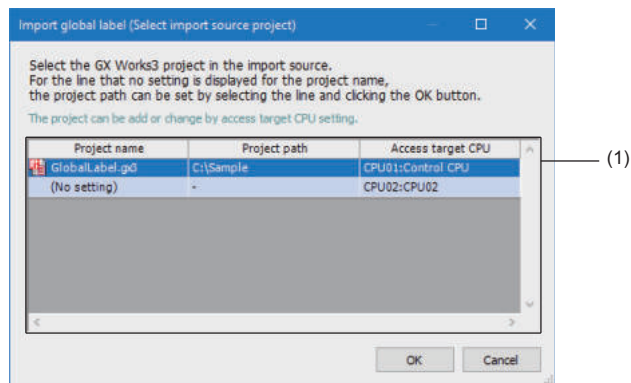 Import global label (Select import source project)
Select the GX Works3 project in the import source.
For the line that no setting is displayed for the project name,
the project path can be set by selecting the line and clicking the OK button.
The project can be add or change by access target CPU setting.
Project name Project path Access target CPU
(1)
GlobalLabel.gx3 C:\Sample CPU01:Control CPU
(No setting) - CPU02:CPU02
OK Cancel